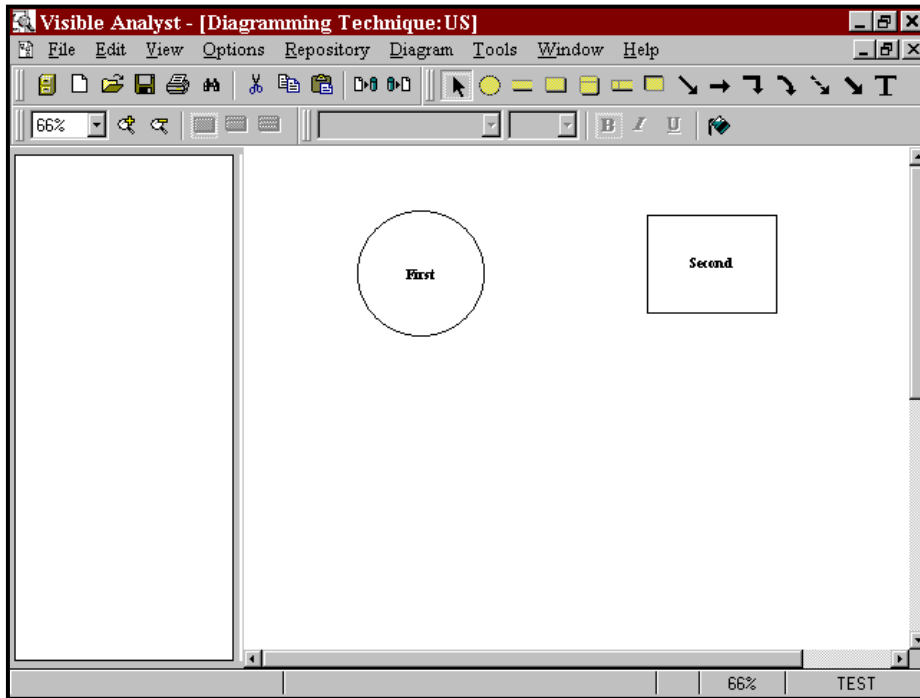 Visible Analyst - [Diagramming Technique:US]
File Edit View Options Repository Diagram Tools Window Help
T
66% B I U
First
Second
66% TEST